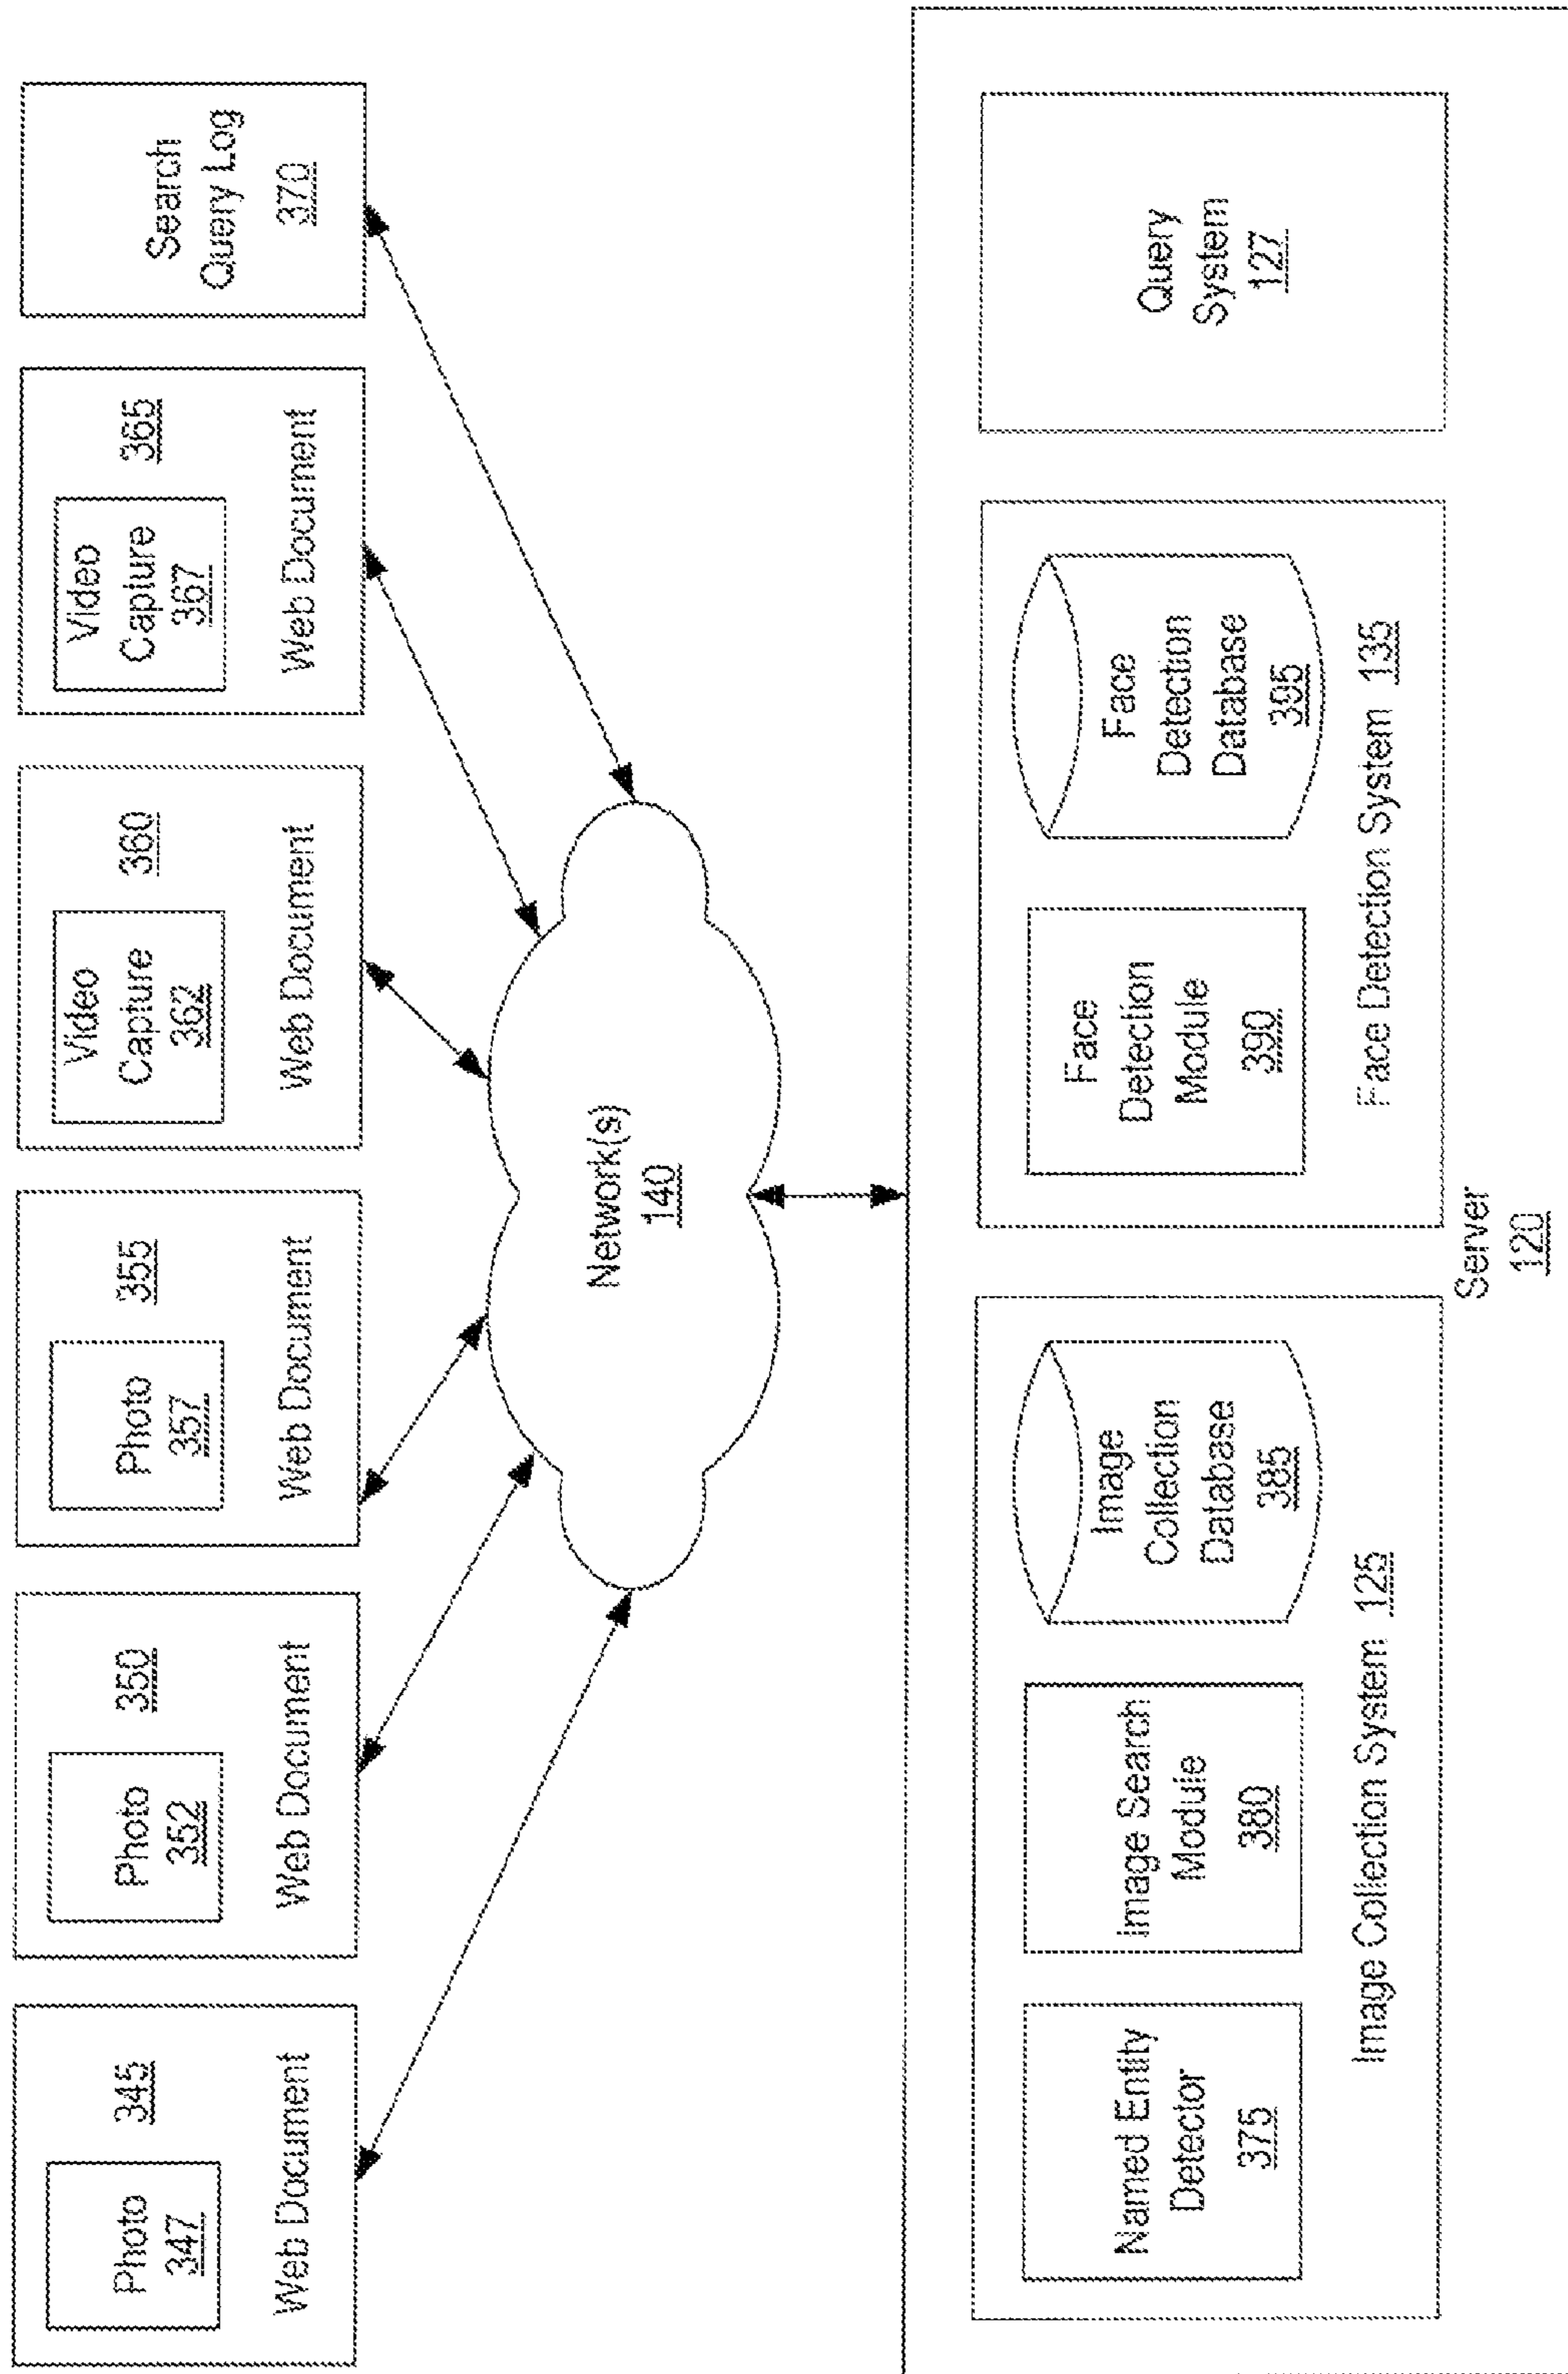 Photo
347
345
Web Document
Photo
352
350
Web Document
Photo
357
355
Web Document
Video
Capture
362
360
Web Document
Video
Capture
367
365
Web Document
Search
Query Log
370
Network(s)
140
Named Entity
Detector
375
Image Search
Module
380
Image
Collection
Database
385
Image Collection System 125
Face
Detection
Module
390
Face
Detection
Database
395
Face Detection System 135
Query
System
127
Server
120